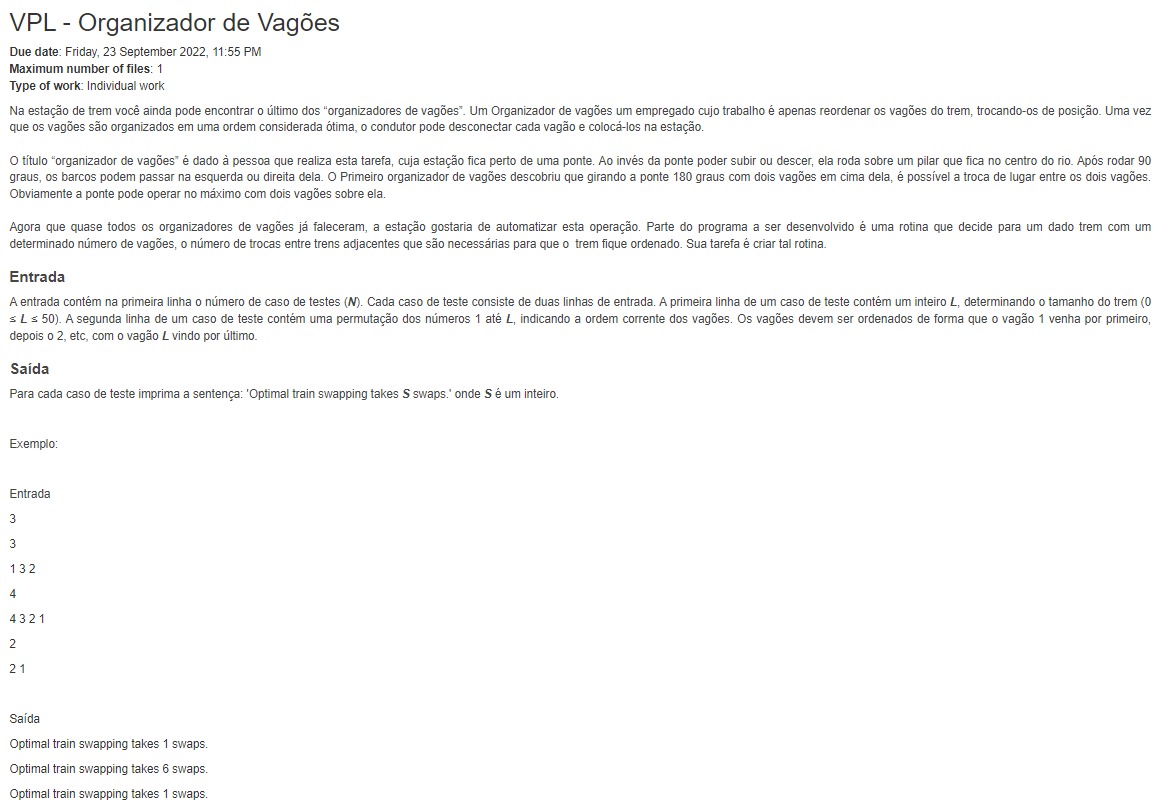 VPL - Organizador de Vagões
Due date: Friday, 23 September 2022, 11:55 PM
Maximum number of files: 1
Type of work: Individual work
Na estação de trem você ainda pode encontrar o último dos “organizadores de vagões”. Um Organizador de vagões um empregado cujo trabalho é apenas reordenar os vagões do trem, trocando-os de posição. Uma vez
que os vagões são organizados em uma ordem considerada ótima, o condutor pode desconectar cada vagão e colocá-los na estação.
O título “organizador de vagões” é dado à pessoa que realiza esta tarefa, cuja estação fica perto de uma ponte. Ao invés da ponte poder subir ou descer, ela roda sobre um pilar que fica no centro do rio. Após rodar 90
graus, os barcos podem passar na esquerda ou direita dela. O Primeiro organizador de vagões descobriu que girando a ponte 180 graus com dois vagões em cima dela, é possível a troca de lugar entre os dois vagões.
Obviamente a ponte pode operar no máximo com dois vagões sobre ela.
Agora que quase todos os organizadores de vagões já faleceram, a estação gostaria de automatizar esta operação. Parte do programa a ser desenvolvido é uma rotina que decide para um dado trem com um
determinado número de vagões, o número de trocas entre trens adjacentes que são necessárias para que o trem fique ordenado. Sua tarefa é criar tal rotina.
Entrada
A entrada contém na primeira linha o número de caso de testes (N). Cada caso de teste consiste de duas linhas de entrada. A primeira linha de um caso de teste contém um inteiro L, determinando o tamanho do trem (0
≤ L ≤ 50). A segunda linha de um caso de teste contém uma permutação dos números 1 até L, indicando a ordem corrente dos vagões. Os vagões devem ser ordenados de forma que o vagão 1 venha por primeiro,
depois o 2, etc, com o vagão L vindo por último.
Saída
Para cada caso de teste imprima a sentença: 'Optimal train swapping takes S swaps.' onde S é um inteiro.
Exemplo:
Entrada
3
3
1 3 2
4
4 3 2 1
2
2 1
Saída
Optimal train swapping takes 1 swaps.
Optimal train swapping takes 6 swaps.
Optimal train swapping takes 1 swaps.